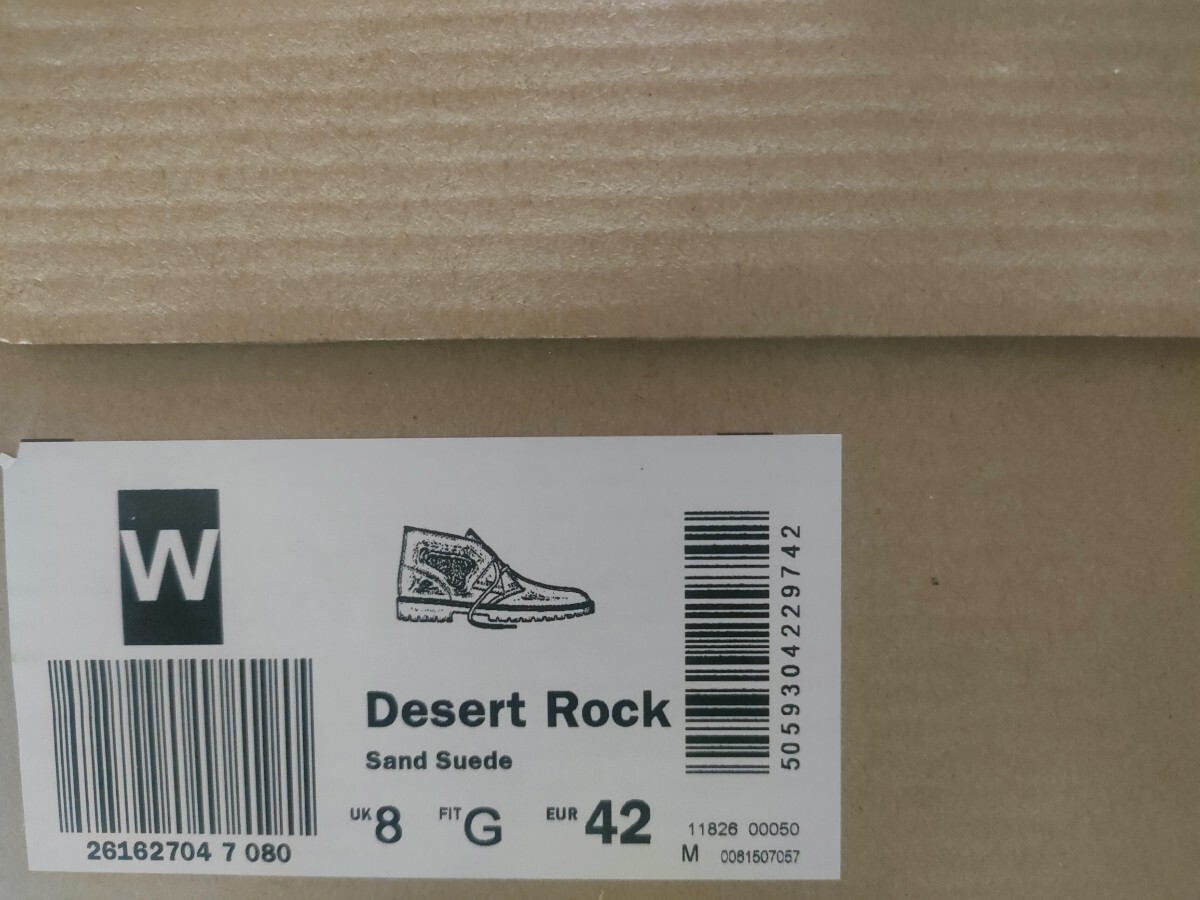 W
26162704 7 080
Desert Rock
Sand Suede
UK 8 FIT G EUR 42
5059304229742
11826 00050
M 0081507057